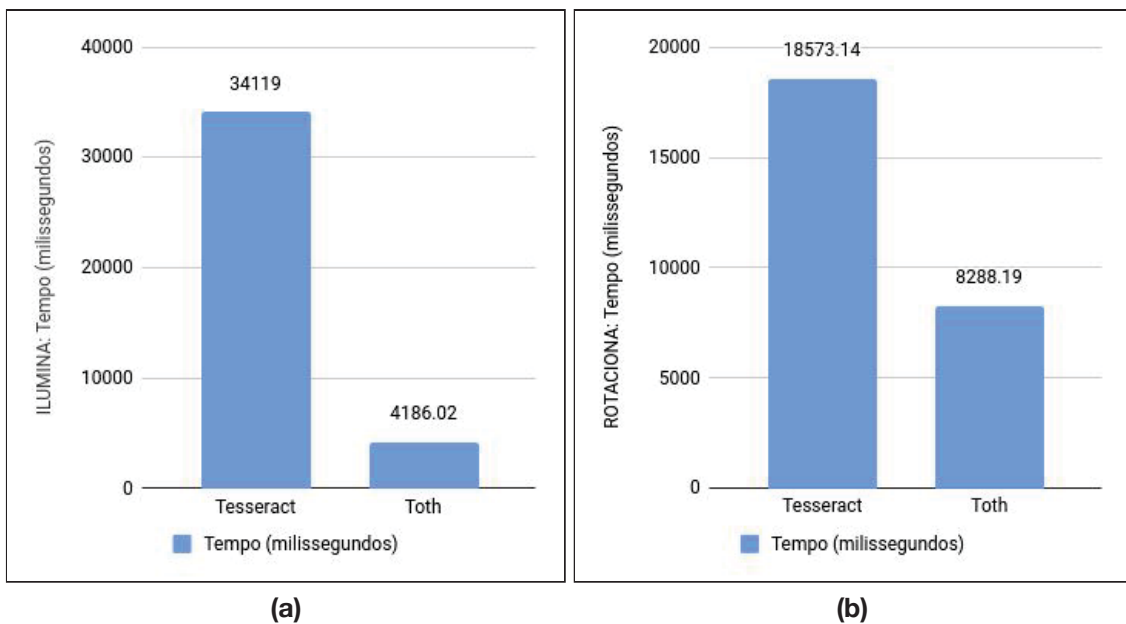 ILUMINA: Tempo (milissegundos)
40000
30000
20000
10000
0
34119
4186.02
Tesseract
Toth
Tempo (milissegundos)
(a)
ROTACIONA: Tempo (milissegundos)
20000
15000
10000
5000
0
18573.14
8288.19
Tesseract
Toth
Tempo (milissegundos)
(b)